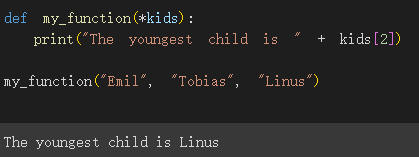 def my_function(*kids):
    print("The youngest child is " + kids[2])
my_function("Emil", "Tobias", "Linus")
The youngest child is Linus